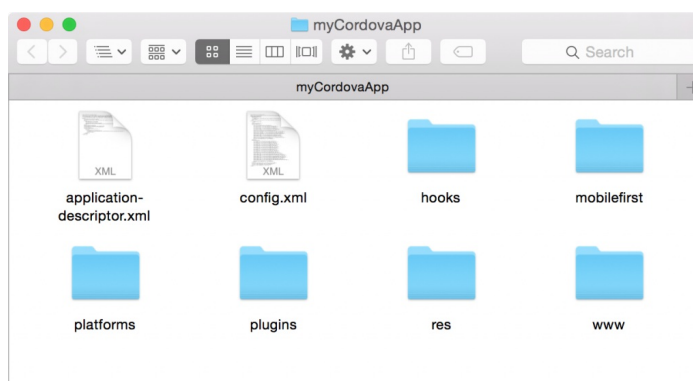 myCordovaApp
Search
myCordovaApp
XML
XML
application-
descriptor.xml
config.xml
hooks
mobilefirst
platforms
plugins
res
www